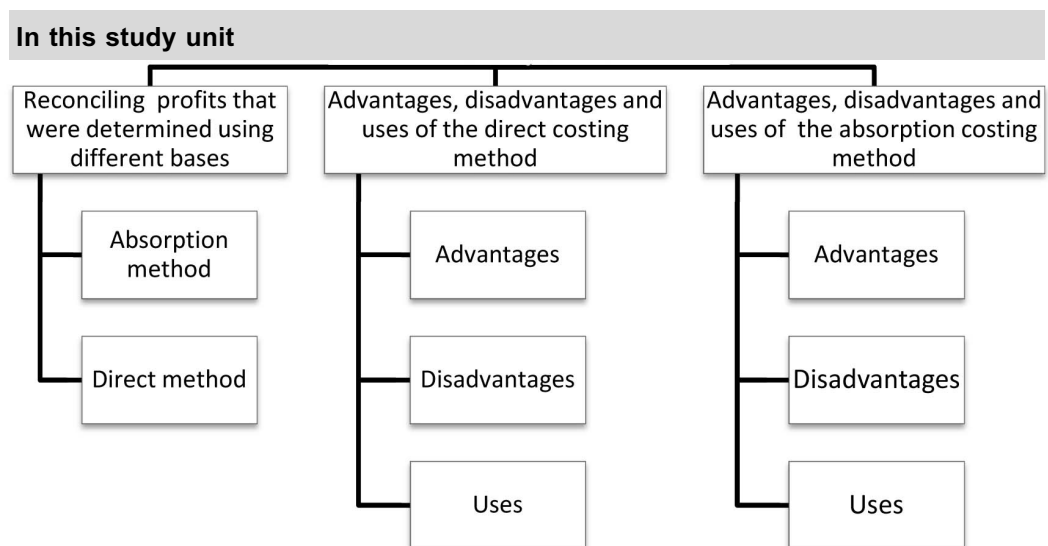 In this study unit
Reconciling profits that
were determined using
different bases
Absorption
method
Direct method
Advantages, disadvantages and
uses of the direct costing
method
Advantages
Disadvantages
Uses
Advantages, disadvantages and
uses of the absorption costing
method
Advantages
Disadvantages
Uses